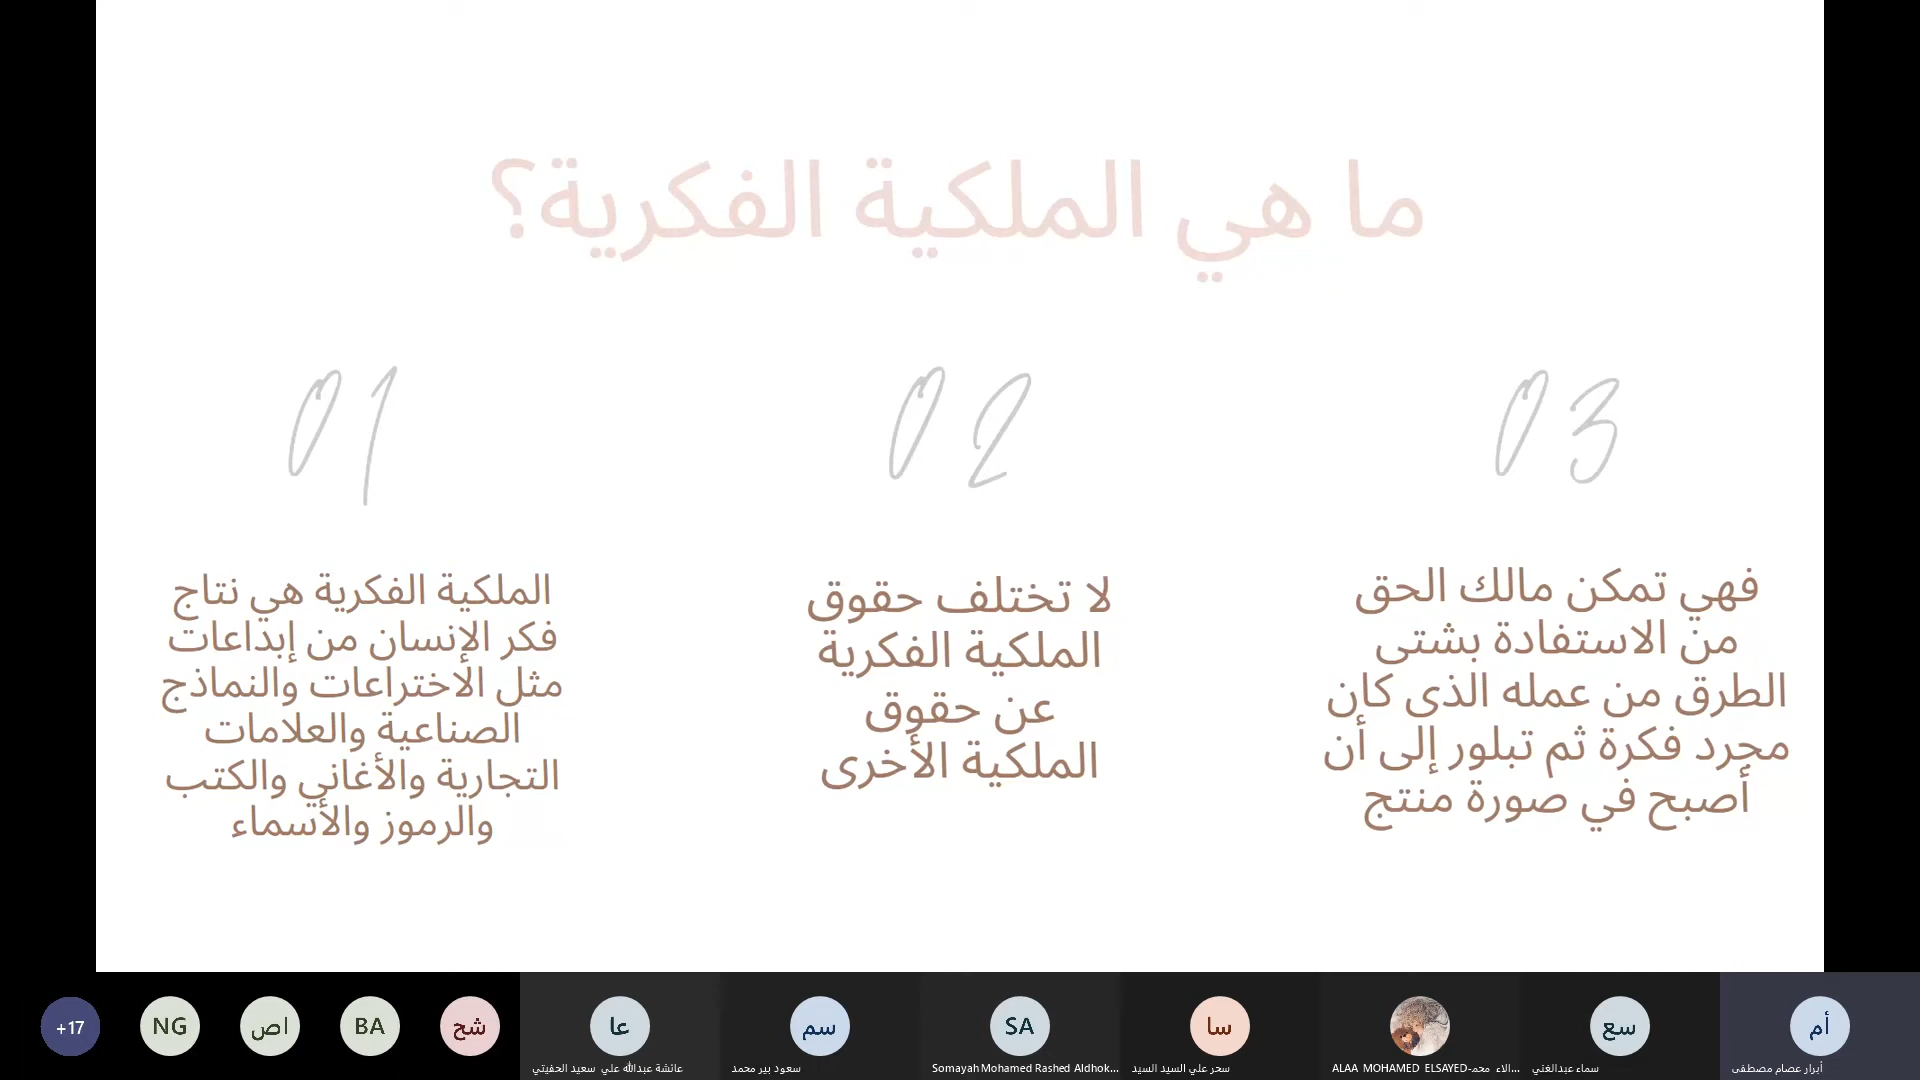 ما هي الملكية الفكرية؟
01
الملكية الفكرية هي نتاج
فكر الإنسان من إبداعات
مثل الاختراعات والنماذج
الصناعية والعلامات
التجارية والأغاني والكتب
والرموز والأسماء
02
لا تختلف حقوق
الملكية الفكرية
عن حقوق
الملكية الأخرى
03
فهي تمكن مالك الحق
من الاستفادة بشتى
الطرق من عمله الذى كان
مجرد فكرة ثم تبلور إلى أن
أصبح في صورة منتج
+17
NG
اص
BA
شح
عا
عائشة عبدالله علي سعيد الحفيتي
سم
سعود بير محمد
SA
Somayah Mohamed Rashed Aldhok...
سا
سحر علي السيد السيد
ALAA MOHAMED ELSAYED-الاء محم...
سع
سماء عبدالغني
أم
أبرار عصام مصطفى